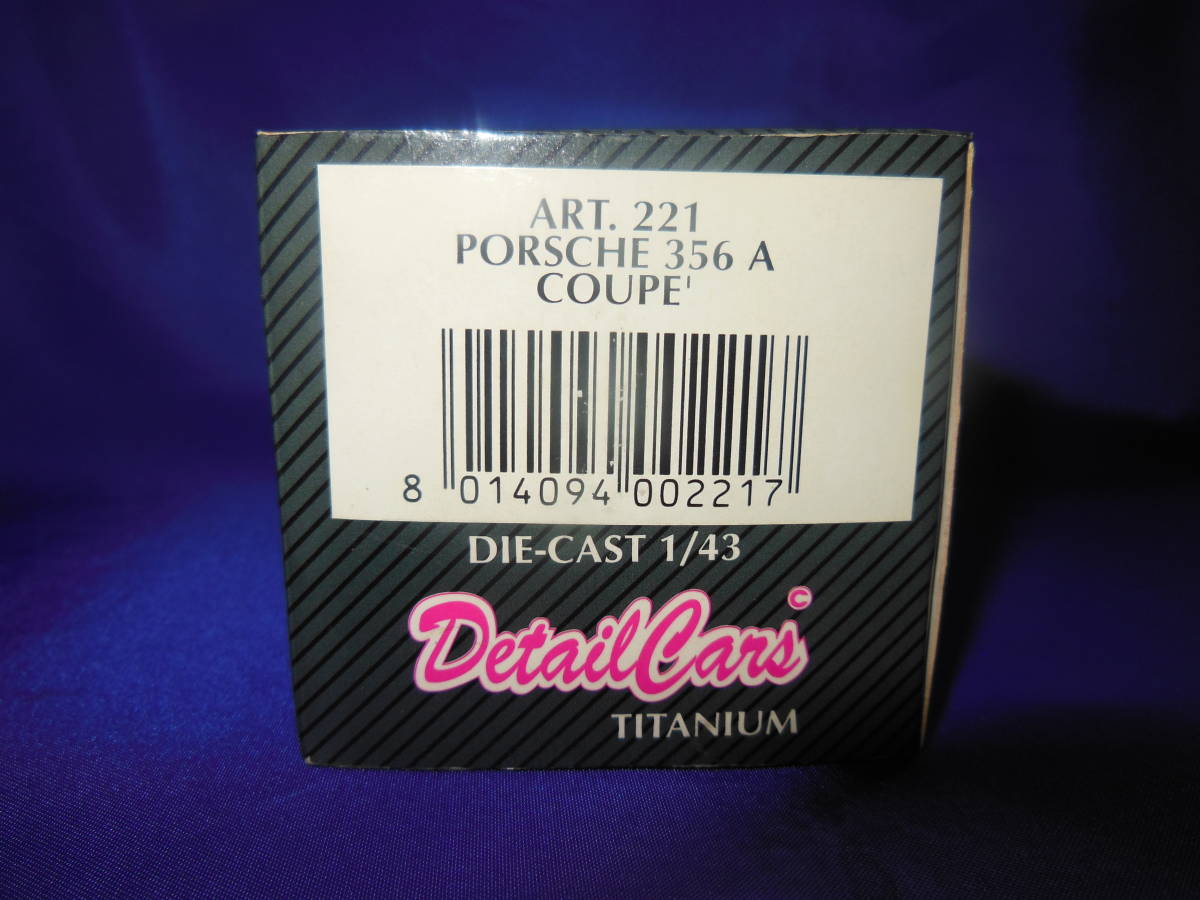 ART. 221
PORSCHE 356 A
COUPE'
8 014094 002217
DIE-CAST 1/43
DetailCars ©
TITANIUM